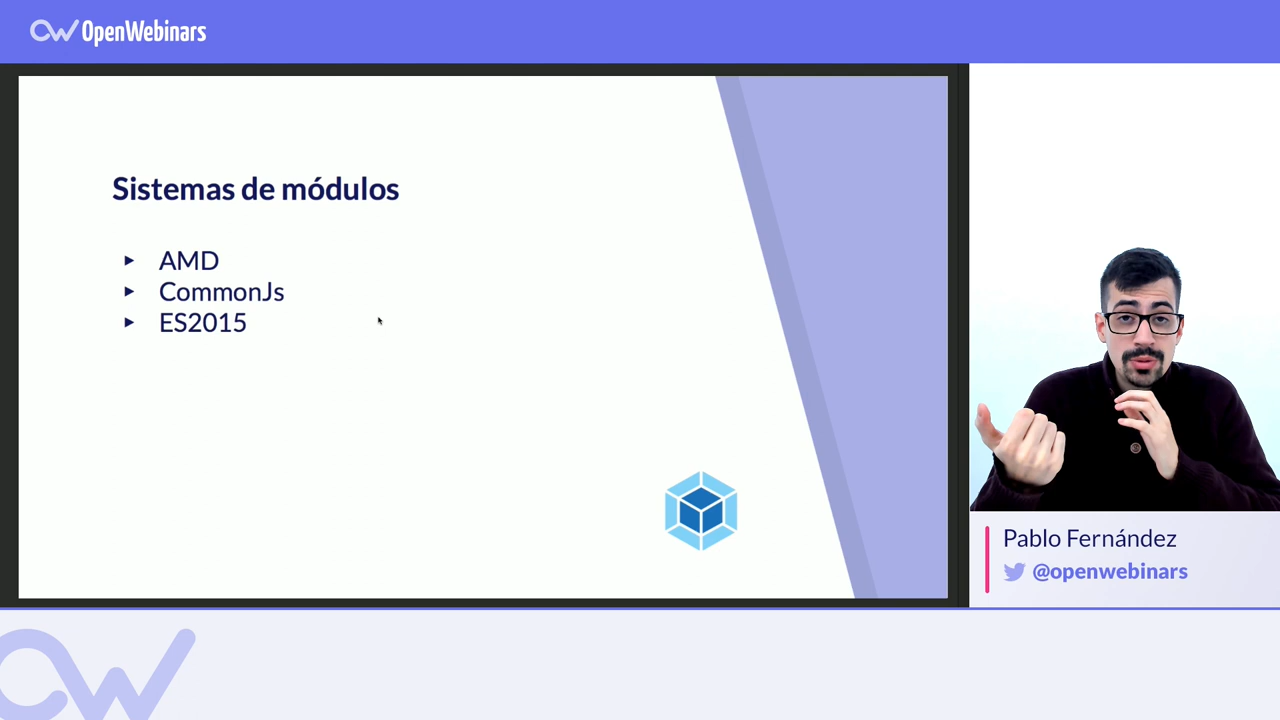 OpenWebinars
Sistemas de módulos
AMD
CommonJs
ES2015
Pablo Fernández
@openwebinars